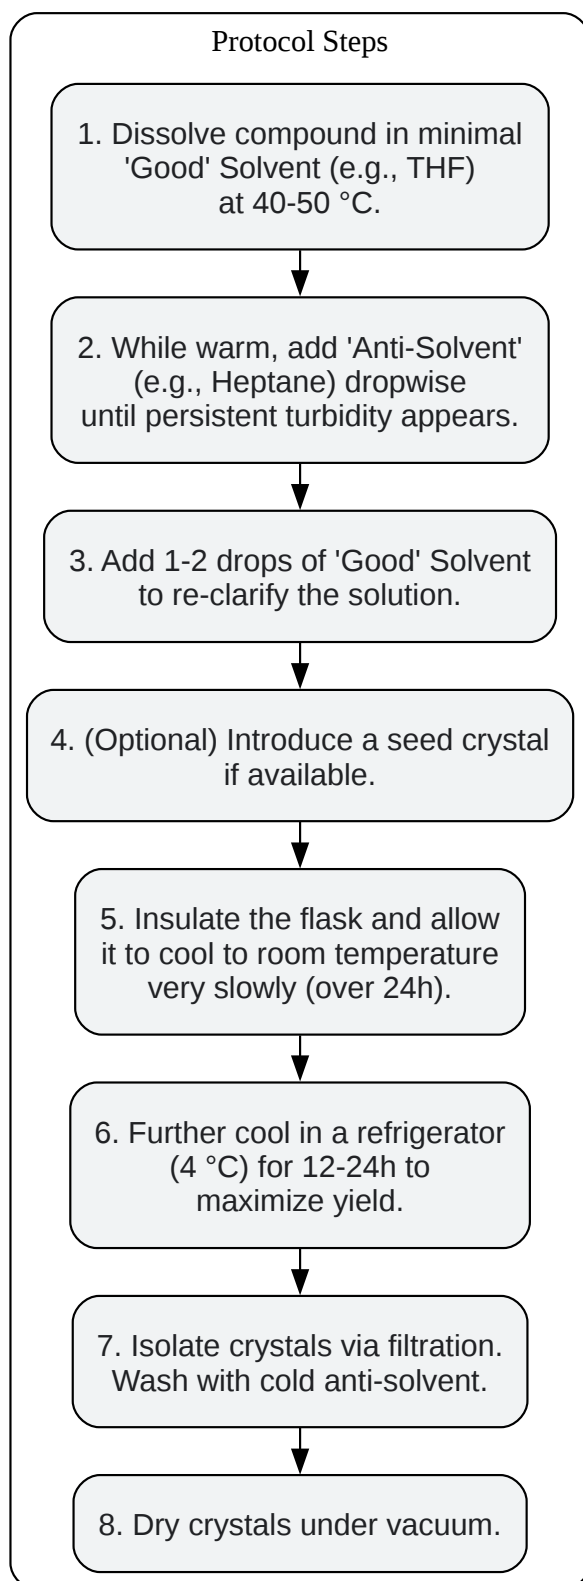 Protocol Steps
1. Dissolve compound in minimal
'Good' Solvent (e.g., THF)
at 40-50 °C.
2. While warm, add 'Anti-Solvent'
(e.g., Heptane) dropwise
until persistent turbidity appears.
3. Add 1-2 drops of 'Good' Solvent
to re-clarify the solution.
4. (Optional) Introduce a seed crystal
if available.
5. Insulate the flask and allow
it to cool to room temperature
very slowly (over 24h).
6. Further cool in a refrigerator
(4 °C) for 12-24h to
maximize yield.
7. Isolate crystals via filtration.
Wash with cold anti-solvent.
8. Dry crystals under vacuum.